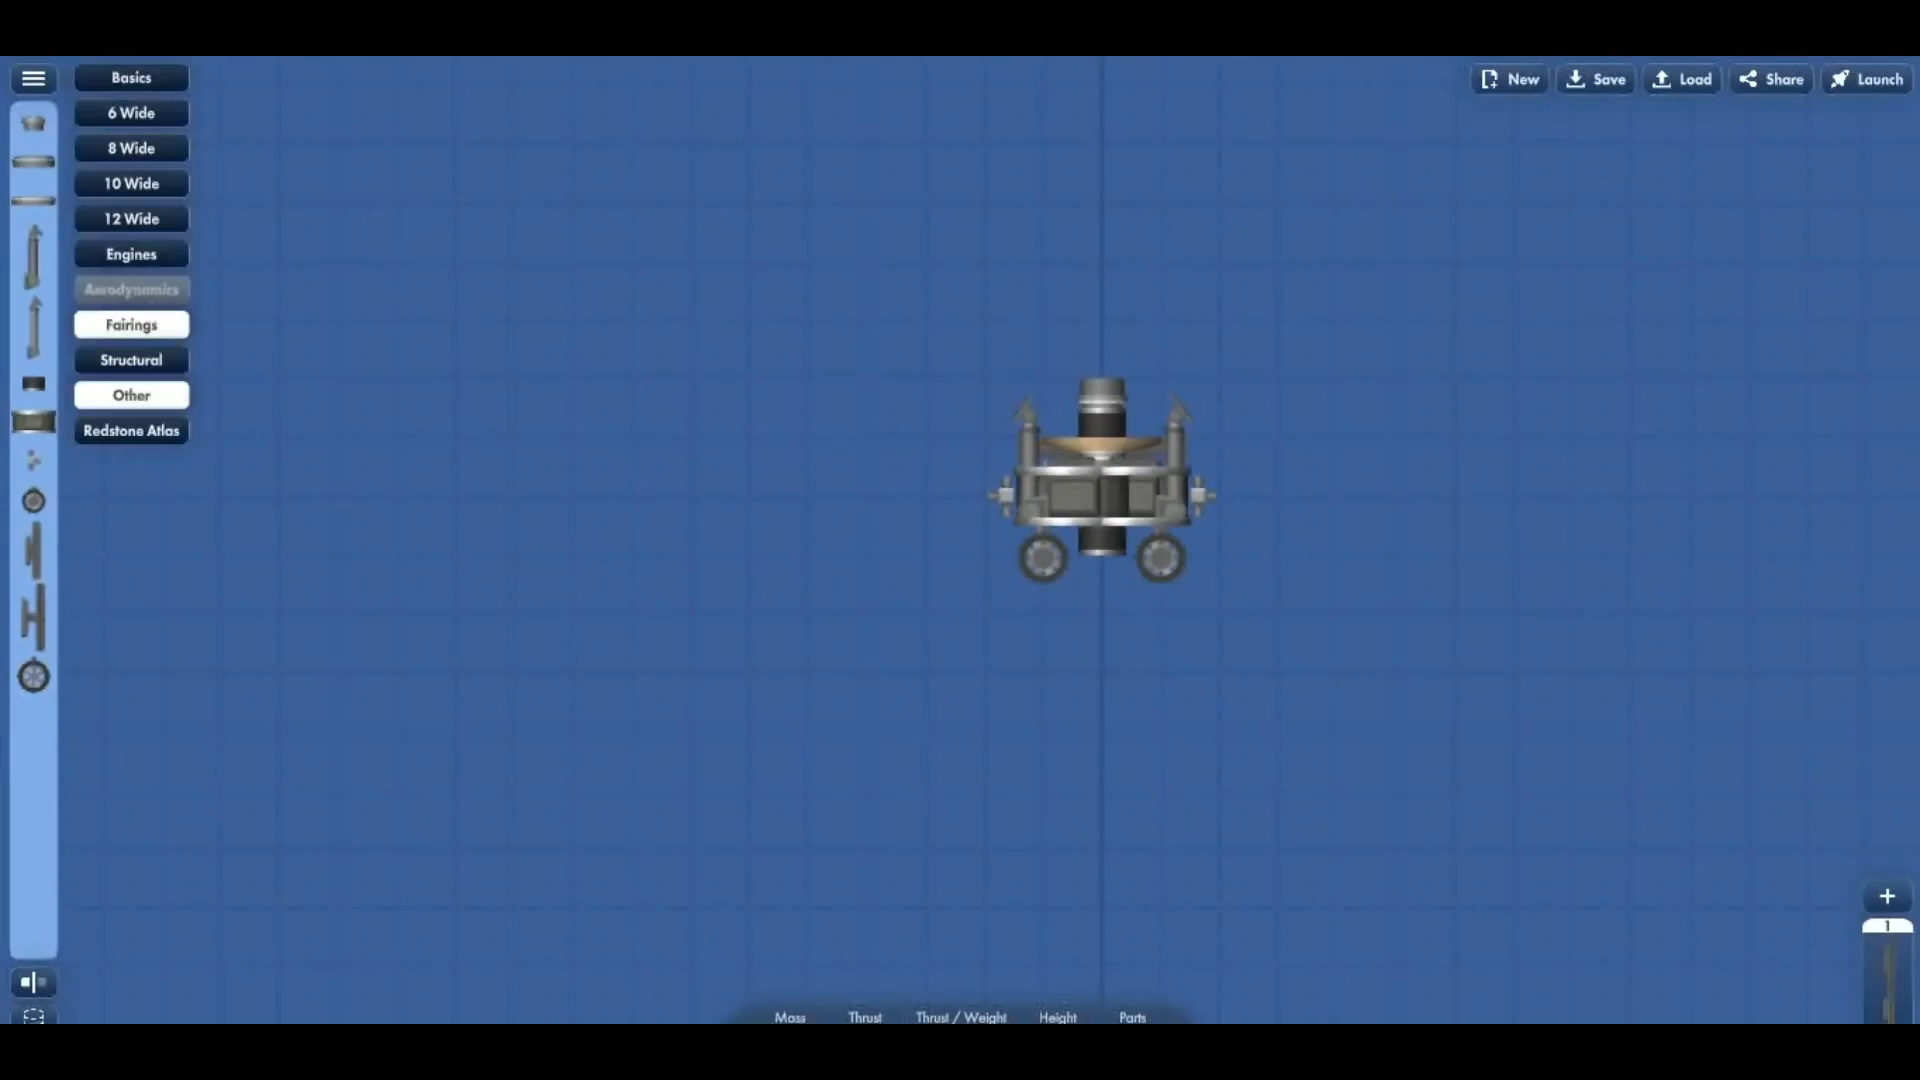 Basics
6 Wide
8 Wide
10 Wide
12 Wide
Engines
Aerodynamics
Fairings
Structural
Other
Redstone Atlas
New
Save
Load
Share
Launch
1
Mass
Thrust
Thrust / Weight
Height
Parts